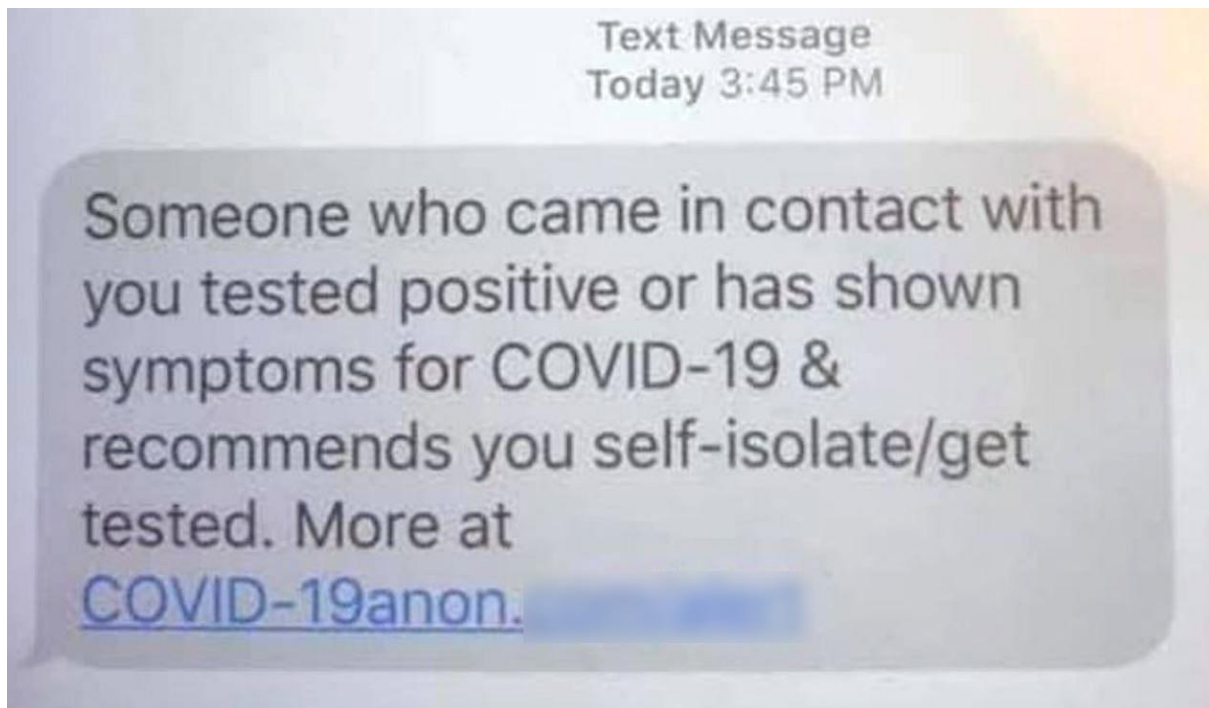 Text Message
Today 3:45 PM
Someone who came in contact with
you tested positive or has shown
symptoms for COVID-19 &
recommends you self-isolate/get
tested. More at
COVID-19anon.